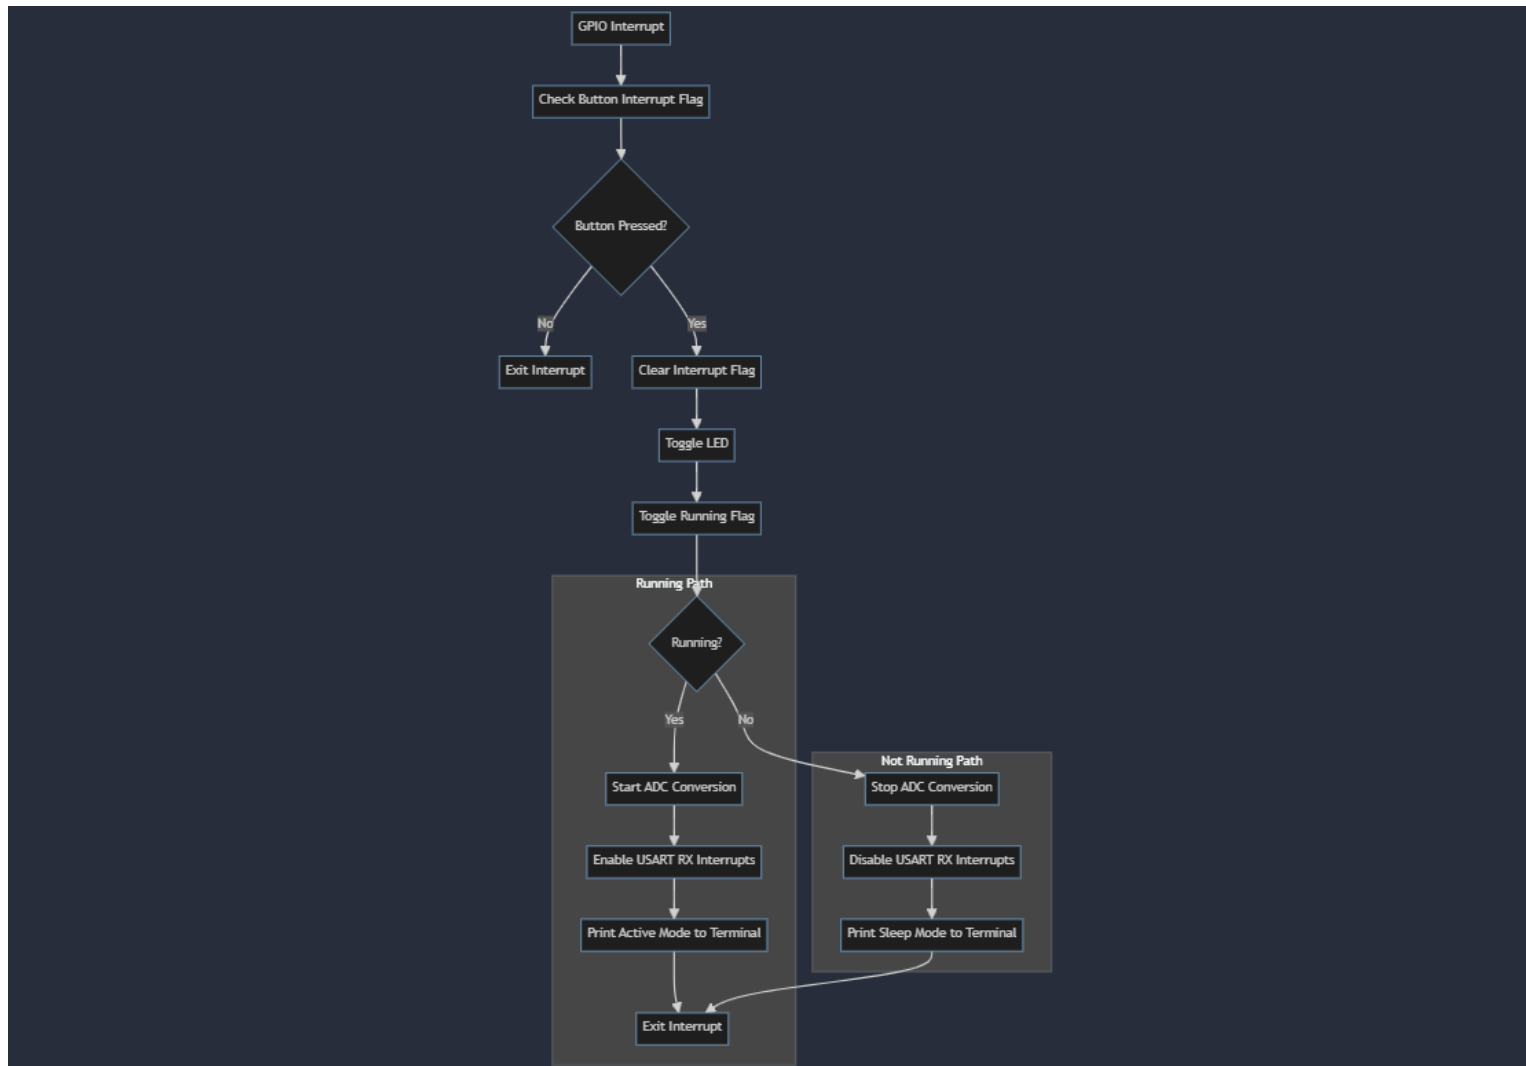 GPIO Interrupt
Check Button Interrupt Flag
Button Pressed?
No
Yes
Exit Interrupt
Clear Interrupt Flag
Toggle LED
Toggle Running Flag
Running Path
Running?
Yes
No
Not Running Path
Start ADC Conversion
Stop ADC Conversion
Enable USART RX Interrupts
Disable USART RX Interrupts
Print Active Mode to Terminal
Print Sleep Mode to Terminal
Exit Interrupt